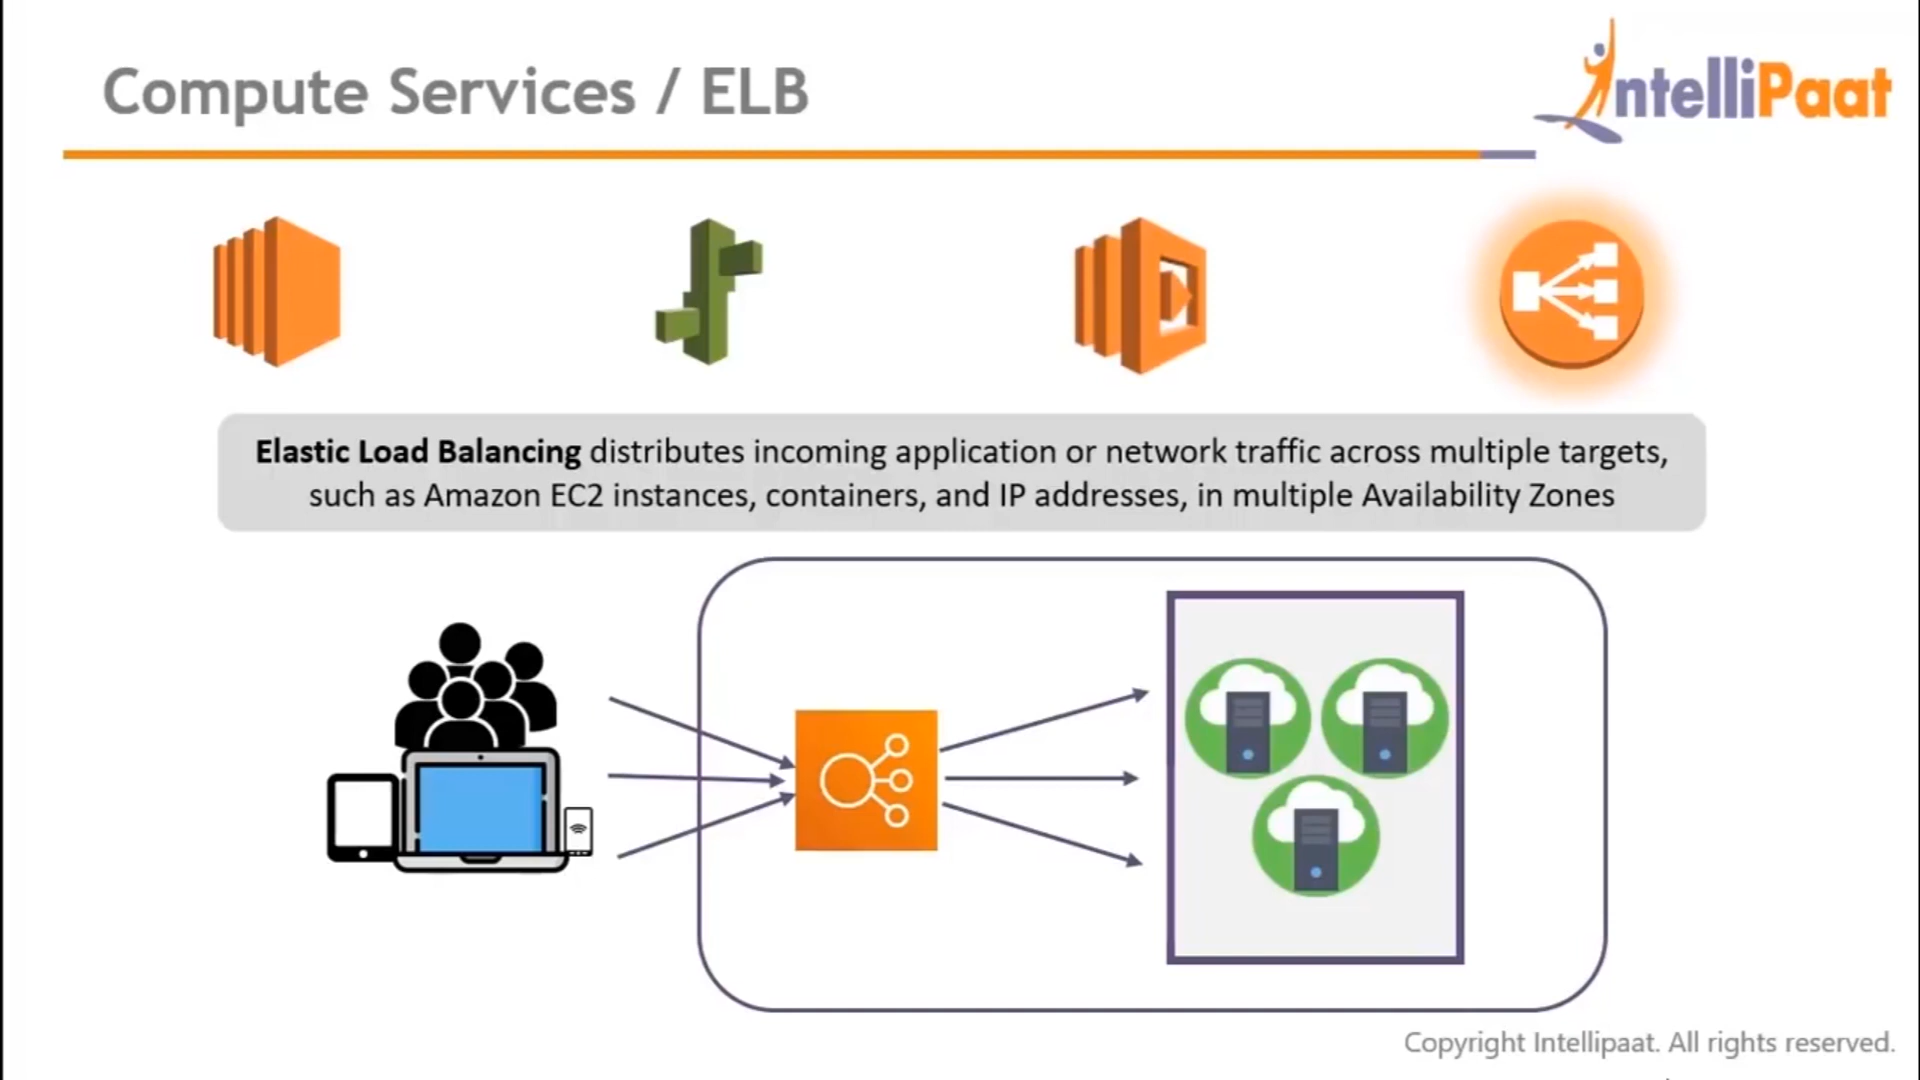 Compute Services / ELB
IntelliPaat
Elastic Load Balancing distributes incoming application or network traffic across multiple targets,
such as Amazon EC2 instances, containers, and IP addresses, in multiple Availability Zones
Copyright Intellipaat. All rights reserved.